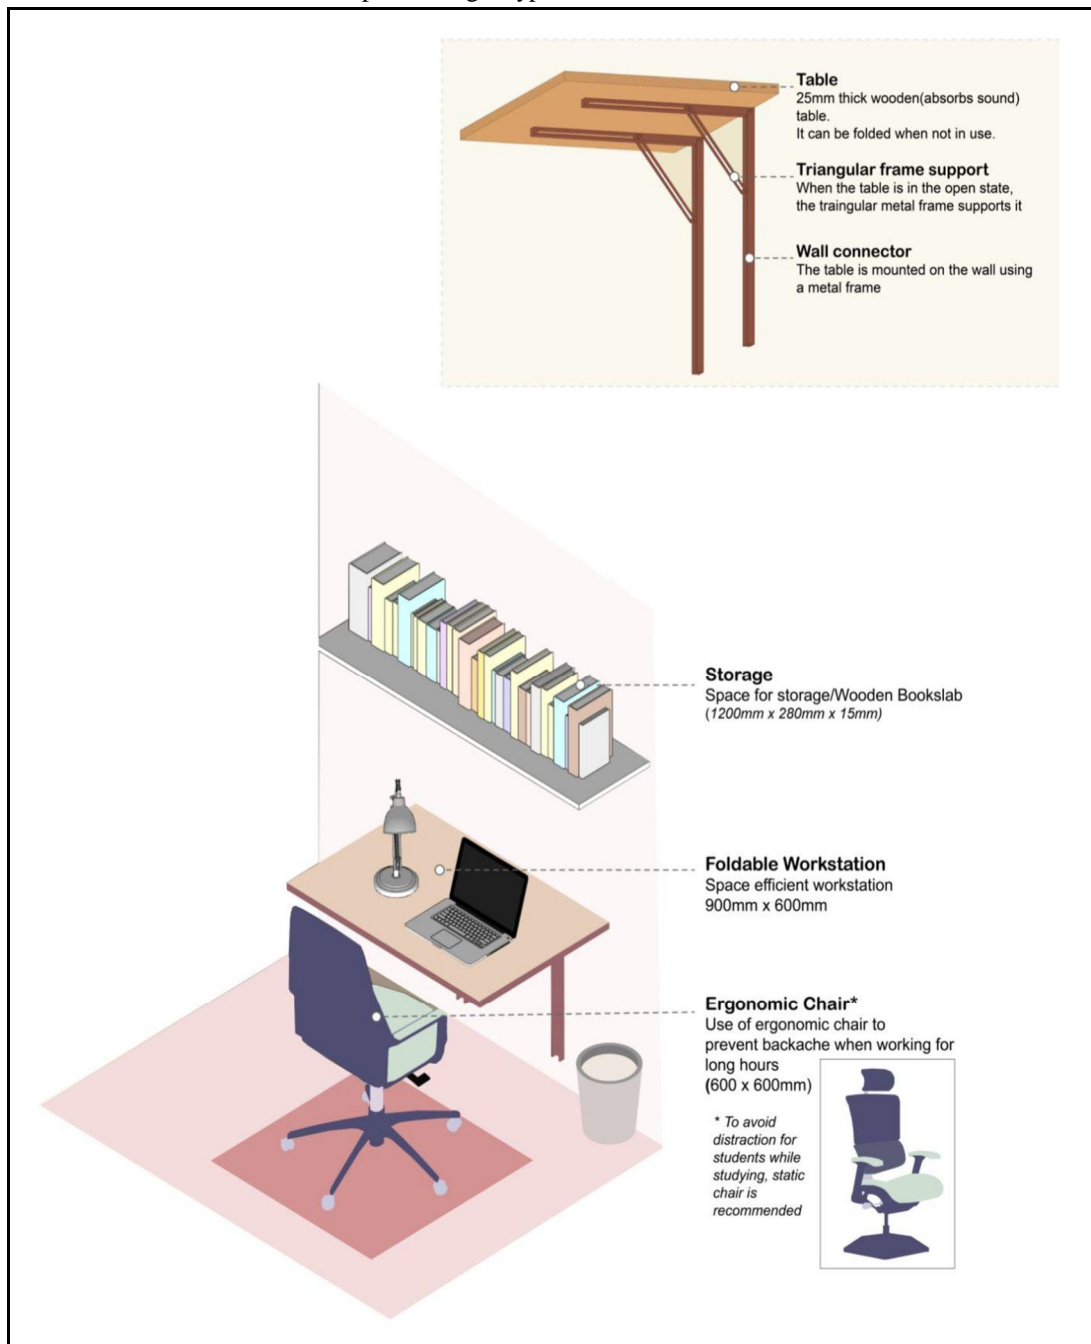 Table
25mm thick wooden(absorbs sound)
table.
It can be folded when not in use.
Triangular frame support
When the table is in the open state,
the traingular metal frame supports it
Wall connector
The table is mounted on the wall using
a metal frame
Storage
Space for storage/Wooden Bookslab
(1200mm x 280mm x 15mm)
Foldable Workstation
Space efficient workstation
900mm x 600mm
Ergonomic Chair*
Use of ergonomic chair to
prevent backache when working for
long hours
(600 x 600mm)
* To avoid
distraction for
students while
studying, static
chair is
recommended